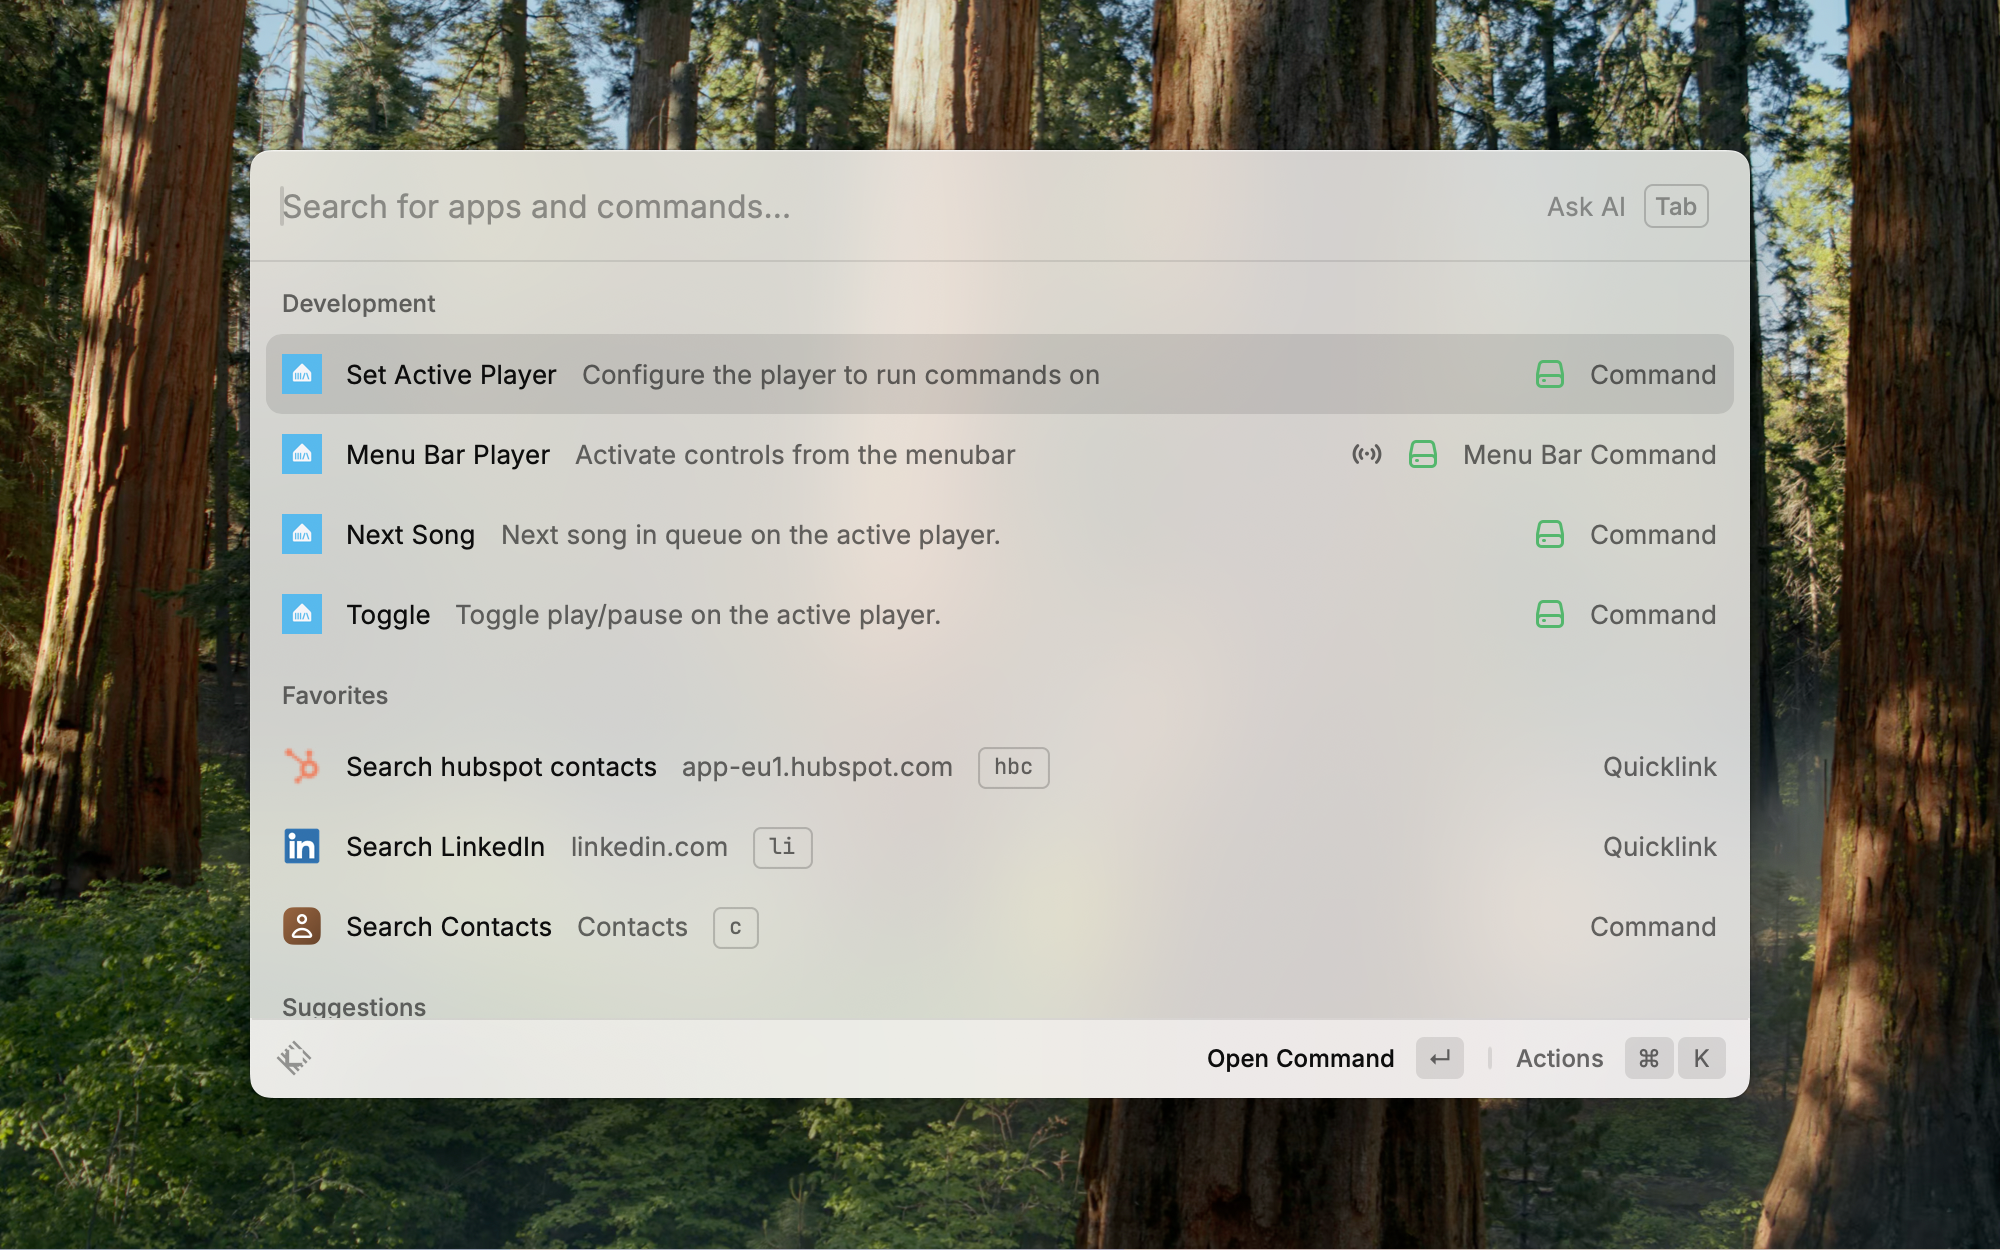 Search for apps and commands... Ask AI Tab
Development
Set Active Player Configure the player to run commands on Command
Menu Bar Player Activate controls from the menubar Menu Bar Command
Next Song Next song in queue on the active player. Command
Toggle Toggle play/pause on the active player. Command
Favorites
Search hubspot contacts app-eu1.hubspot.com hbc Quicklink
in Search LinkedIn linkedin.com li Quicklink
Search Contacts Contacts c Command
Suggestions
Open Command ↵ Actions ⌘ K